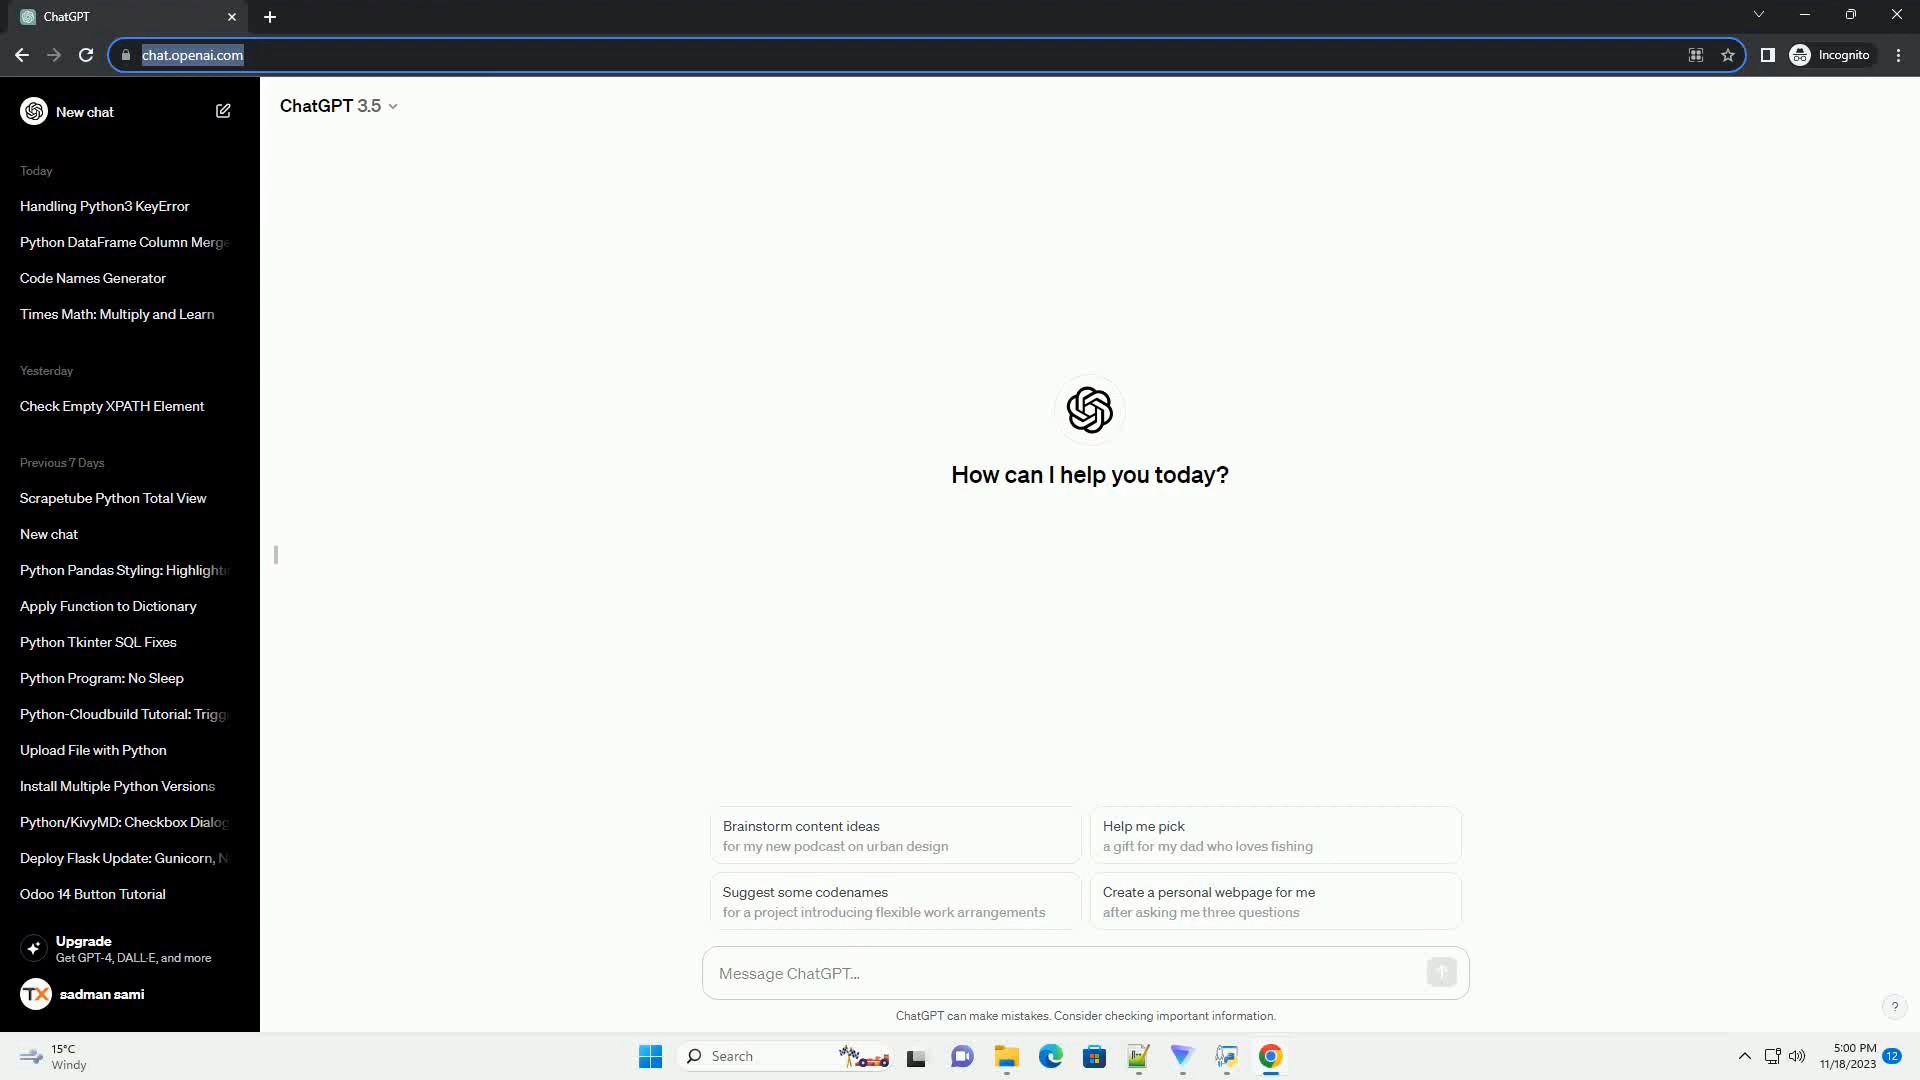 ChatGPT
chat.openai.com
Incognito
New chat
ChatGPT 3.5
Today
Handling Python3 KeyError
Python DataFrame Column Merge
Code Names Generator
Times Math: Multiply and Learn
Yesterday
Check Empty XPATH Element
Previous 7 Days
Scrapetube Python Total View
New chat
Python Pandas Styling: Highlight
Apply Function to Dictionary
Python Tkinter SQL Fixes
Python Program: No Sleep
Python-Cloudbuild Tutorial: Trigg
Upload File with Python
Install Multiple Python Versions
Python/KivyMD: Checkbox Dialog
Deploy Flask Update: Gunicorn, N
Odoo 14 Button Tutorial
Upgrade
Get GPT-4, DALL·E, and more
TX
sadman sami
How can I help you today?
Brainstorm content ideas
for my new podcast on urban design
Help me pick
a gift for my dad who loves fishing
Suggest some codenames
for a project introducing flexible work arrangements
Create a personal webpage for me
after asking me three questions
Message ChatGPT...
ChatGPT can make mistakes. Consider checking important information.
?
15°C
Windy
Search
5:00 PM
11/18/2023
12